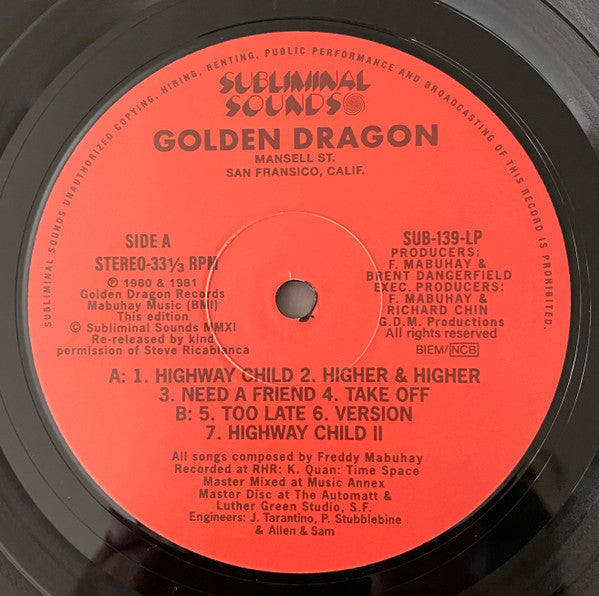 SUBLIMINAL SOUNDS UNAUTHORIZED COPYING, HIRING, RENTING, PUBLIC PERFORMANCE AND BROADCASTING OF THIS RECORD IS PROHIBITED.
SUBLIMINAL
SOUNDS
GOLDEN DRAGON
MANSELL ST.
SAN FRANSICO, CALIF.
SIDE A
STEREO-33⅓ RPM
℗ 1980 & 1981
Golden Dragon Records
Mabuhay Music (BMI)
This edition
© Subliminal Sounds MMXI
Re-released by kind
permission of Steve Ricabianca
SUB-139-LP
PRODUCERS:
F. MABUHAY &
BRENT DANGERFIELD
EXEC. PRODUCERS:
F. MABUHAY &
RICHARD CHIN
G.D.M. Productions
All rights reserved
BIEM/NCB
A: 1. HIGHWAY CHILD 2. HIGHER & HIGHER
3. NEED A FRIEND 4. TAKE OFF
B: 5. TOO LATE 6. VERSION
7. HIGHWAY CHILD II
All songs composed by Freddy Mabuhay
Recorded at RHR: K. Quan: Time Space
Master Mixed at Music Annex
Master Disc at The Automatt &
Luther Green Studio, S.F.
Engineers: J. Tarantino, P. Stubblebine
& Allen & Sam